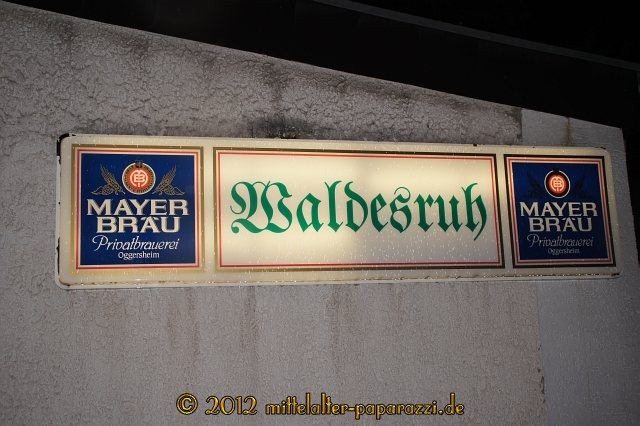 MAYER
BRÄU
Privatbrauerei
Oggersheim
Waldesruh
MAYER
BRÄU
Privatbrauerei
Oggersheim
© 2012 mittelalter-paparazzi.de